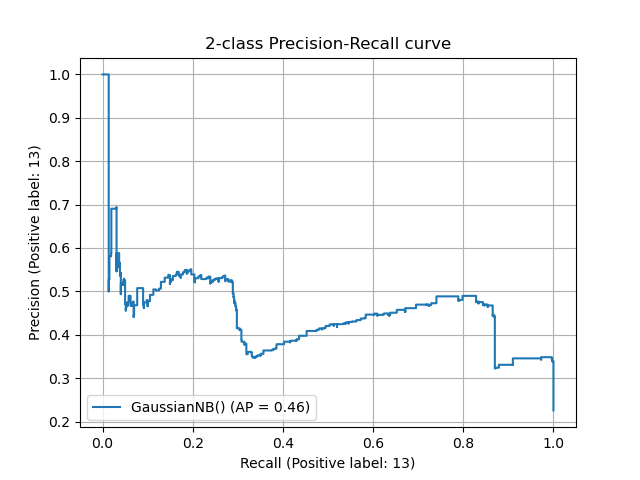 2-class Precision-Recall curve
1.0
0.9
0.8
0.7
0.6
0.5
0.4
0.3
0.2
Precision (Positive label: 13)
GaussianNB() (AP = 0.46)
0.0 0.2 0.4 0.6 0.8 1.0
Recall (Positive label: 13)